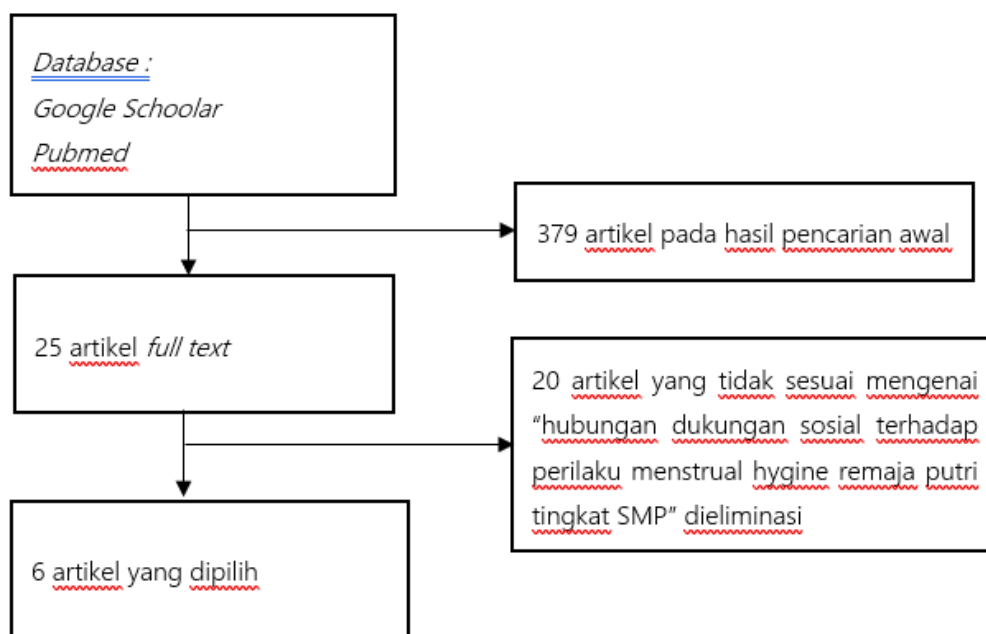 Database :
Google Schoolar
Pubmed
379 artikel pada hasil pencarian awal
25 artikel full text
20 artikel yang tidak sesuai mengenai
“hubungan dukungan sosial terhadap
perilaku menstrual hygine remaja putri
tingkat SMP” dieliminasi
6 artikel yang dipilih